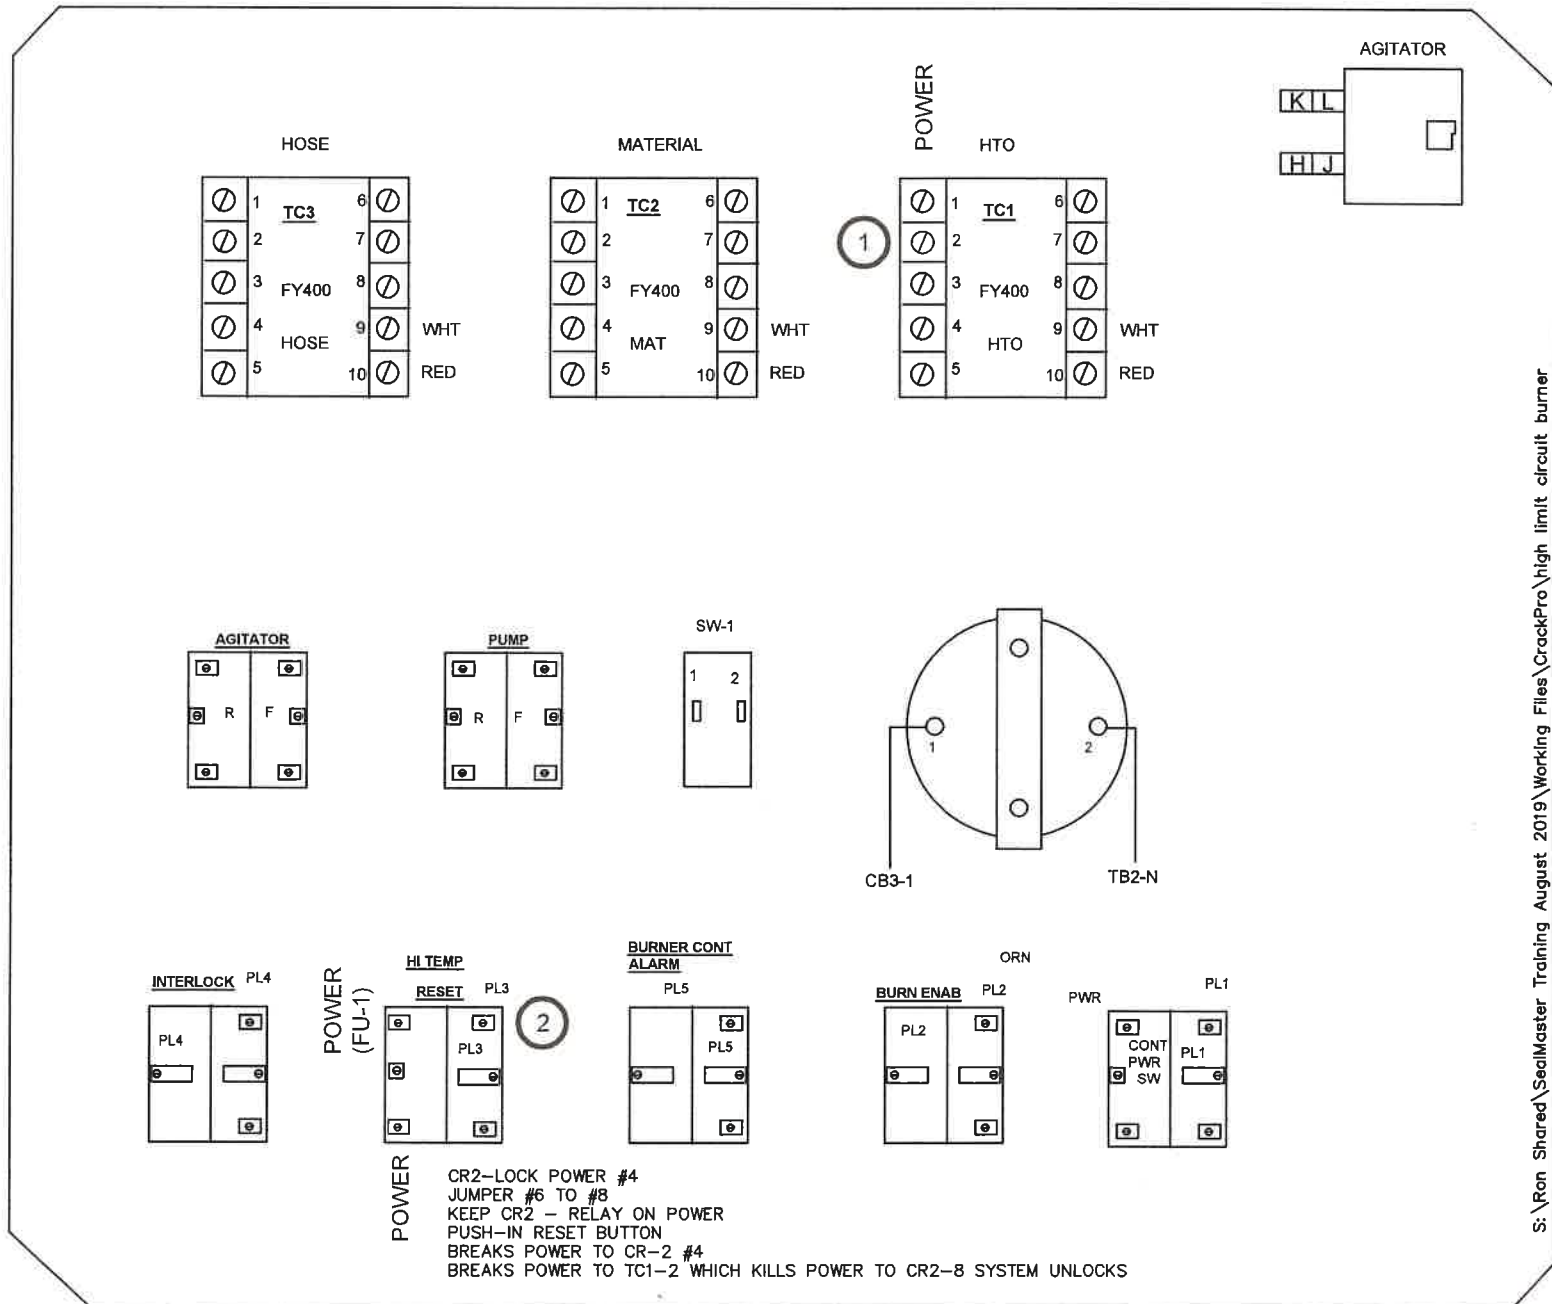 AGITATOR
K L
H J
POWER
HOSE
MATERIAL
HTO
1 TC3 6
2 7
3 FY400 8
4 HOSE 9 WHT
5 10 RED
1 TC2 6
2 7
3 FY400 8
4 MAT 9 WHT
5 10 RED
1
1 TC1 6
2 7
3 FY400 8
4 HTO 9 WHT
5 10 RED
AGITATOR
R F
PUMP
R F
SW-1
1 2
1 2
CB3-1
TB2-N
INTERLOCK PL4
PL4
POWER
(FU-1)
HI TEMP
RESET PL3
PL3
2
POWER
BURNER CONT
ALARM
PL5
PL5
ORN
BURN ENAB PL2
PL2
PWR
PL1
CONT
PWR
SW
PL1
CR2-LOCK POWER #4
JUMPER #6 TO #8
KEEP CR2 - RELAY ON POWER
PUSH-IN RESET BUTTON
BREAKS POWER TO CR-2 #4
BREAKS POWER TO TC1-2 WHICH KILLS POWER TO CR2-8 SYSTEM UNLOCKS
S:\Ron Shared\SealMaster Training August 2019\Working Files\CrackPro\high limit circuit burner